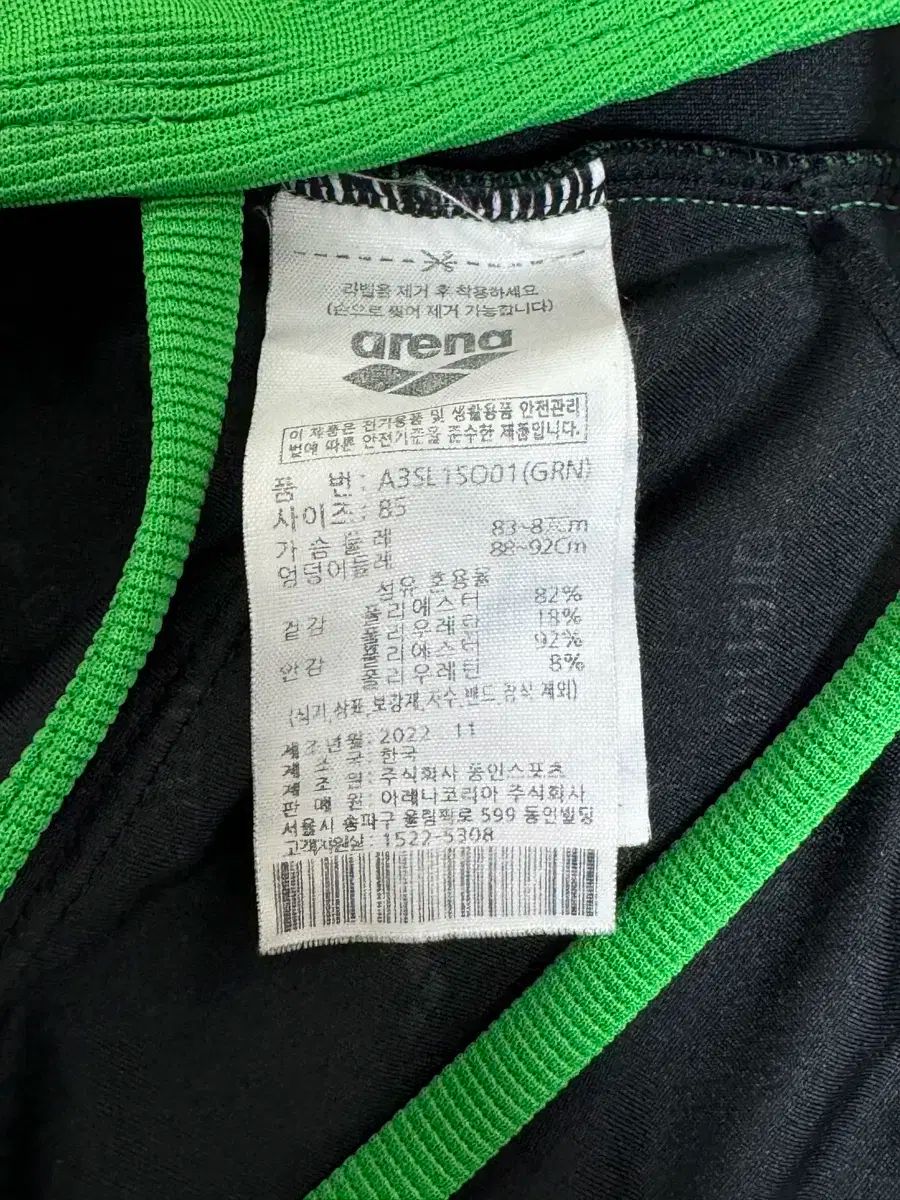 라벨을 제거 후 착용하세요
(손으로 찢어 제거 가능합니다)
arena
이 제품은 전기용품 및 생활용품 안전관리
법에 따른 안전기준을 준수한 제품입니다.
품 번 : A3SL1SO01(GRN)
사이즈 : 85
가슴둘레 83~87Cm
엉덩이둘레 88~92Cm
섬유 혼용율
겉감 폴리에스터 82%
폴리우레탄 18%
안감 폴리에스터 92%
폴리우레탄 8%
(심지,상표,보강재,자수,밴드,장식 제외)
제조년월: 2022 11
제 조 국: 한국
제 조 원: 주식회사 동인스포츠
판 매 원: 아레나코리아 주식회사
서울시 송파구 올림픽로 599 동인빌딩
고객지원실: 1522-5308